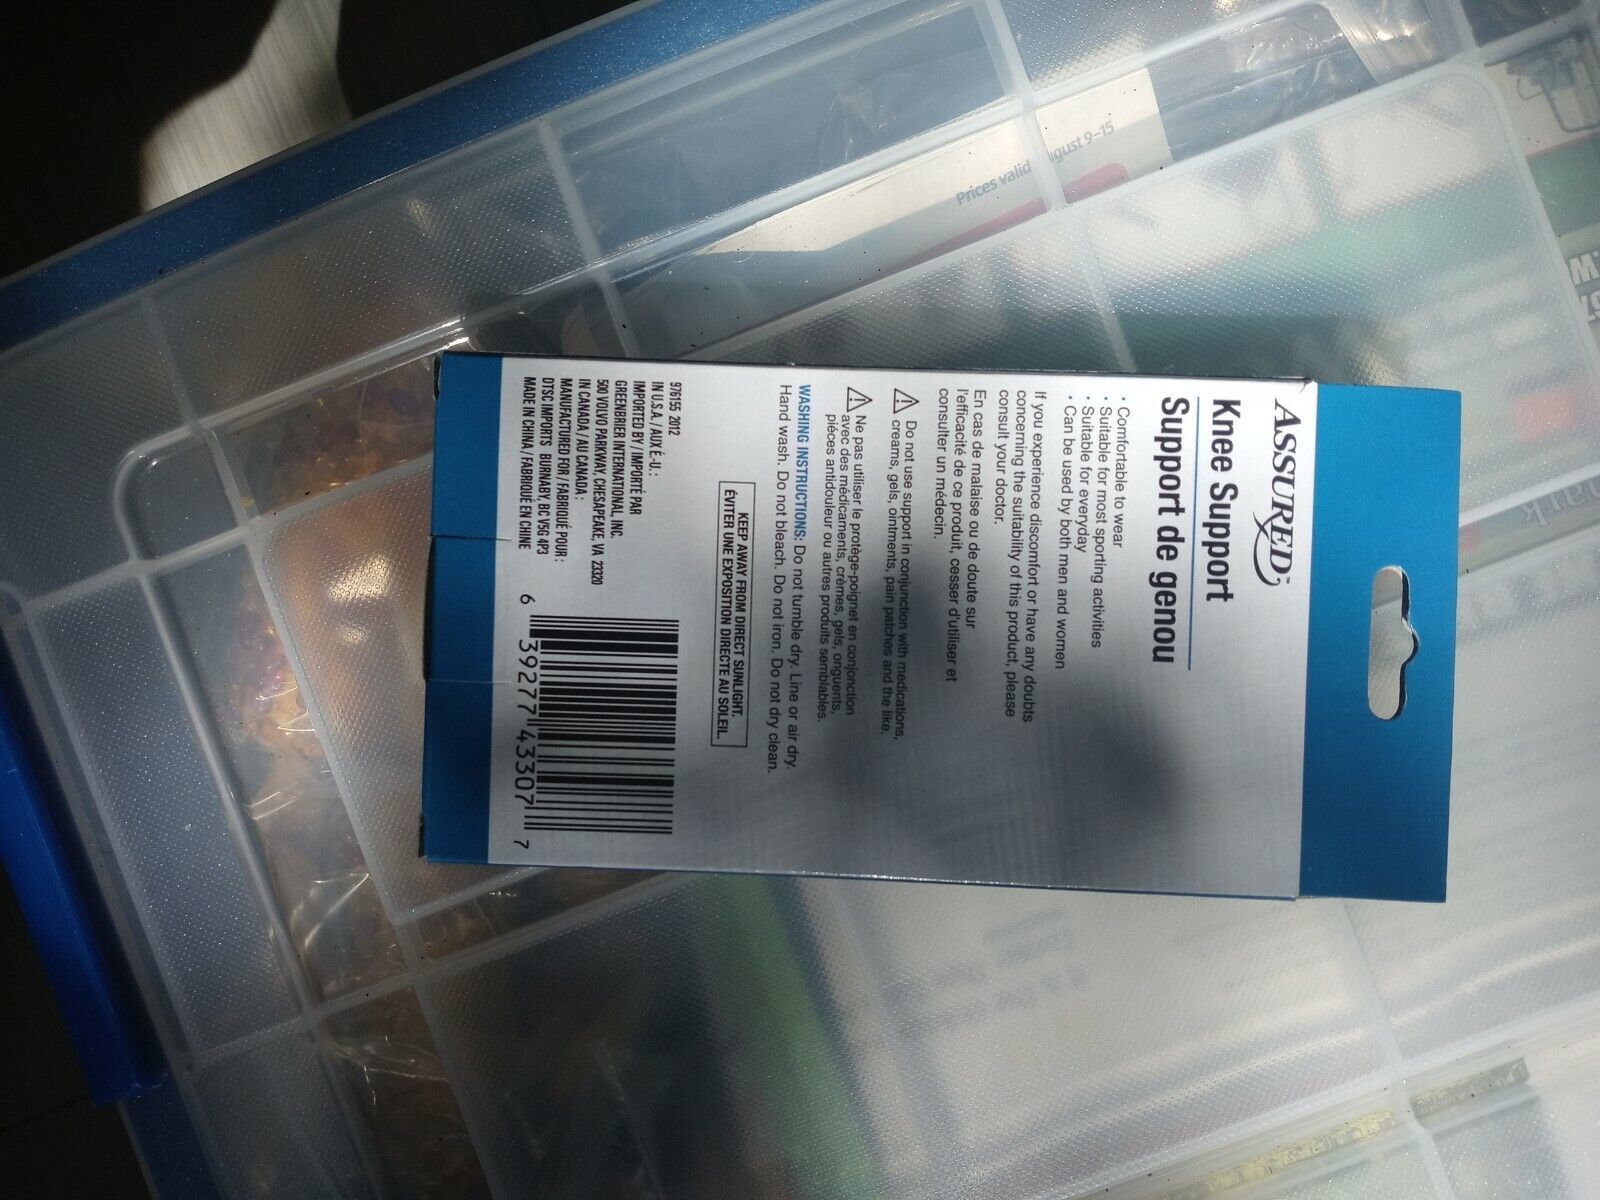 ASSURED™
Knee Support
Support de genou
• Comfortable to wear
• Suitable for most sporting activities
• Suitable for everyday
• Can be used by both men and women
If you experience discomfort or have any doubts
concerning the suitability of this product, please
consult your doctor.
En cas de malaise ou de doute sur
l'efficacité de ce produit, cesser d'utiliser et
consulter un médecin.
Do not use support in conjunction with medications,
creams, gels, ointments, pain patches and the like.
Ne pas utiliser le protège-poignet en conjonction
avec des médicaments, crèmes, gels, onguents,
pièces antidouleur ou autres produits semblables.
WASHING INSTRUCTIONS: Do not tumble dry. Line or air dry.
Hand wash. Do not bleach. Do not iron. Do not dry clean.
KEEP AWAY FROM DIRECT SUNLIGHT.
ÉVITER UNE EXPOSITION DIRECTE AU SOLEIL.
976155 2012
IN U.S.A. / AUX É.-U. :
IMPORTED BY / IMPORTÉ PAR
GREENBRIER INTERNATIONAL, INC.
500 VOLVO PARKWAY, CHESAPEAKE, VA 23320
IN CANADA / AU CANADA :
MANUFACTURED FOR / FABRIQUÉ POUR :
DTSC IMPORTS BURNABY, BC V5G 4P3
MADE IN CHINA / FABRIQUÉ EN CHINE
6 39277 43307 7
Prices valid August 9-15